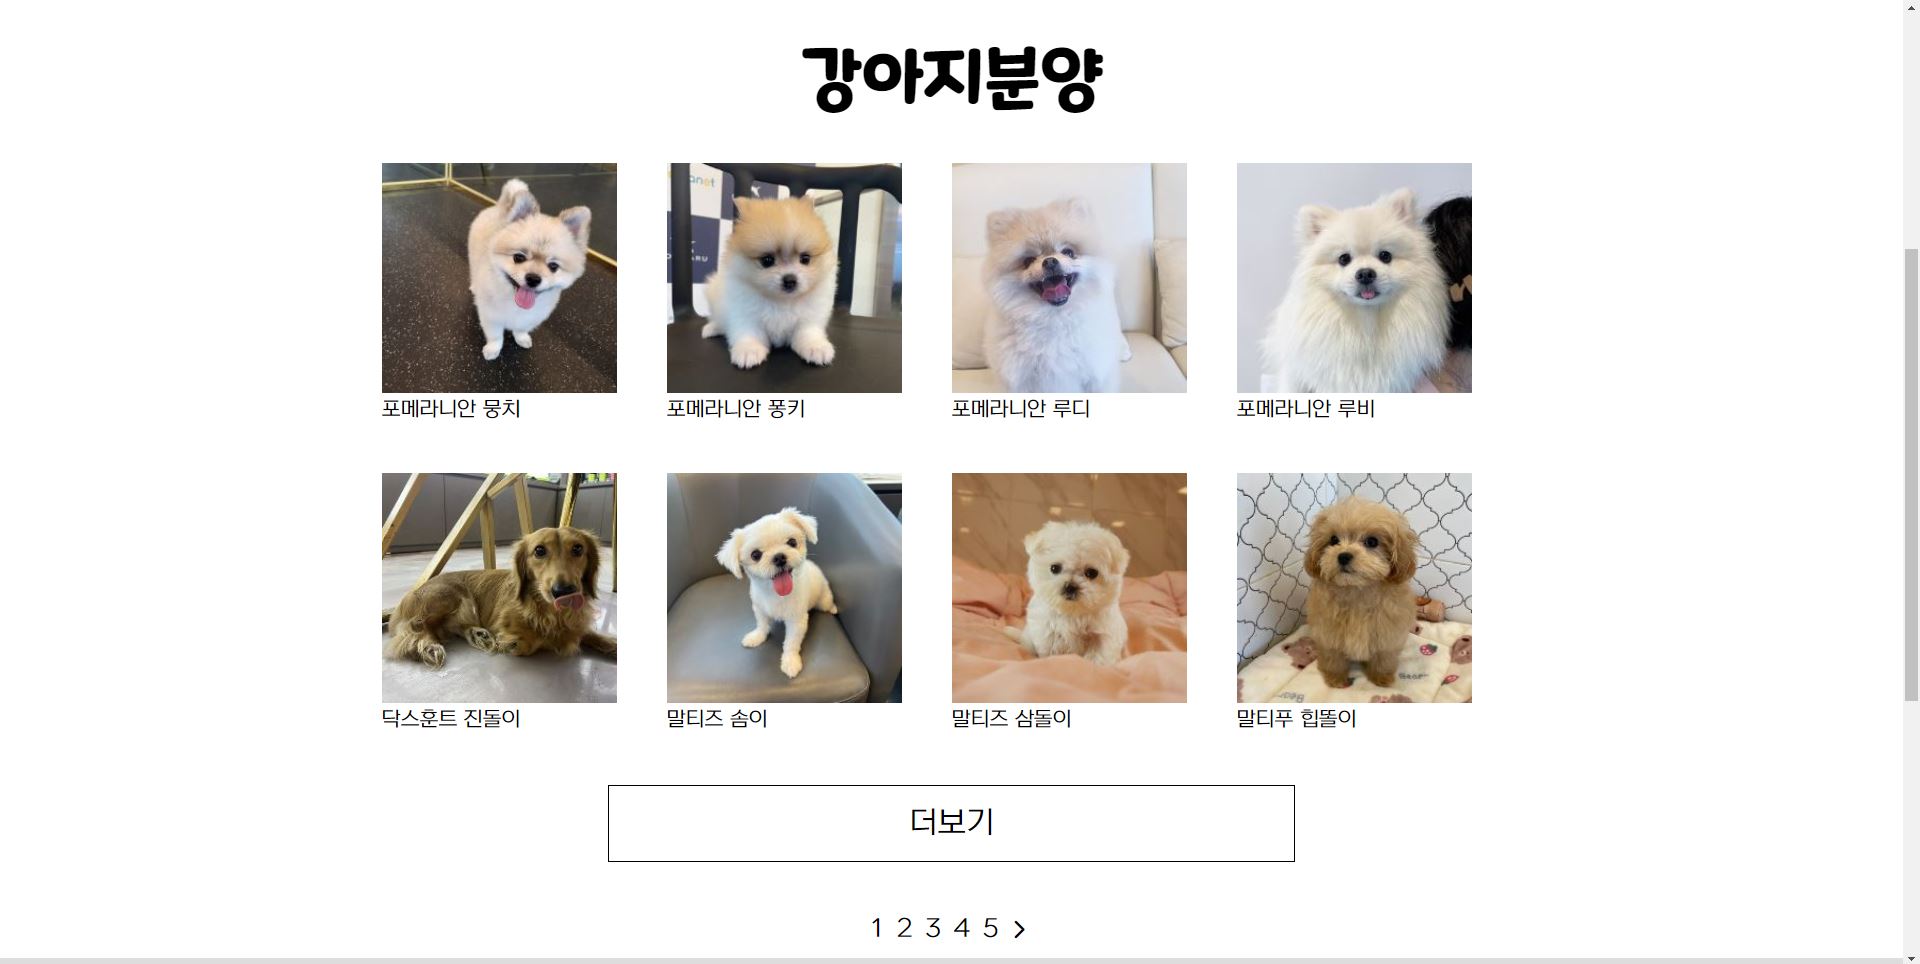 강아지분양
포메라니안 뭉치
포메라니안 퐁키
포메라니안 루디
포메라니안 루비
닥스훈트 진돌이
말티즈 솜이
말티즈 삼돌이
말티푸 힙똘이
더보기
1 2 3 4 5 >